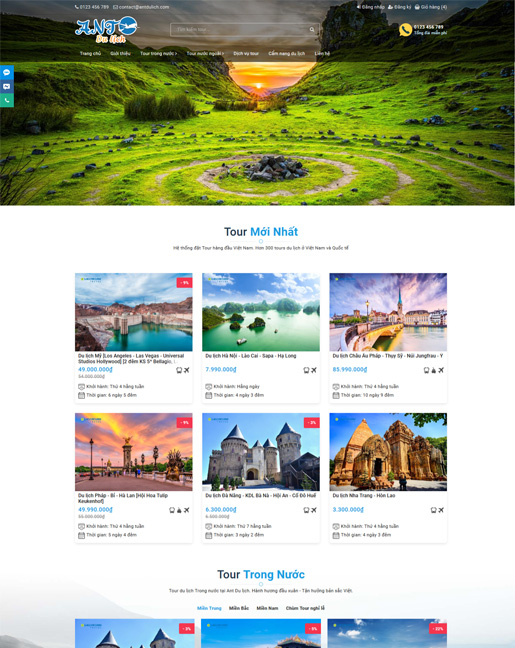 0123 456 789 contact@antdulich.com
Đăng nhập Đăng ký Giỏ hàng (4)
ANT
Du lịch
0123 456 789
Tổng đài miễn phí
Trang chủ Giới thiệu Tour trong nước Tour nước ngoài Dịch vụ tour Cẩm nang du lịch Liên hệ
Tour Mới Nhất
Hệ thống đặt Tour hàng đầu Việt Nam. Hơn 300 tours du lịch ở Việt Nam và Quốc tế
- 9%
Du lịch Mỹ [Los Angeles - Las Vegas - Universal
Studios Hollywood] [2 đêm KS 5* Bellagio,
49.000.000₫
54.000.000₫
Khởi hành: Thứ 4 hằng tuần
Thời gian: 6 ngày 5 đêm
Du lịch Hà Nội - Lào Cai - Sapa - Hạ Long
7.990.000₫
Khởi hành: Hằng ngày
Thời gian: 4 ngày 3 đêm
Du lịch Châu Âu Pháp - Thụy Sỹ - Núi Jungfrau - Ý
85.990.000₫
Khởi hành: Thứ 4 hằng tuần
Thời gian: 10 ngày 9 đêm
- 9%
Du lịch Pháp - Bỉ - Hà Lan [Hội Hoa Tulip
Keukenhof]
49.990.000₫
55.000.000₫
Khởi hành: Thứ 4 hằng tuần
Thời gian: 5 ngày 4 đêm
- 3%
Du lịch Đà Nẵng - KDL Bà Nà - Hội An - Cố Đô Huế
6.300.000₫
6.500.000₫
Khởi hành: Thứ 7 hằng tuần
Thời gian: 3 ngày 2 đêm
Du lịch Nha Trang - Hòn Lao
3.300.000₫
Khởi hành: Thứ 4 hằng tuần
Thời gian: 4 ngày 3 đêm
Tour Trong Nước
Tour du lịch Trong nước tại Ant Du lịch. Hành hương đầu xuân - Tận hưởng bản sắc Việt.
Miền Trung Miền Bắc Miền Nam Chùm Tour nghỉ lễ
- 3%
- 9%
- 22%